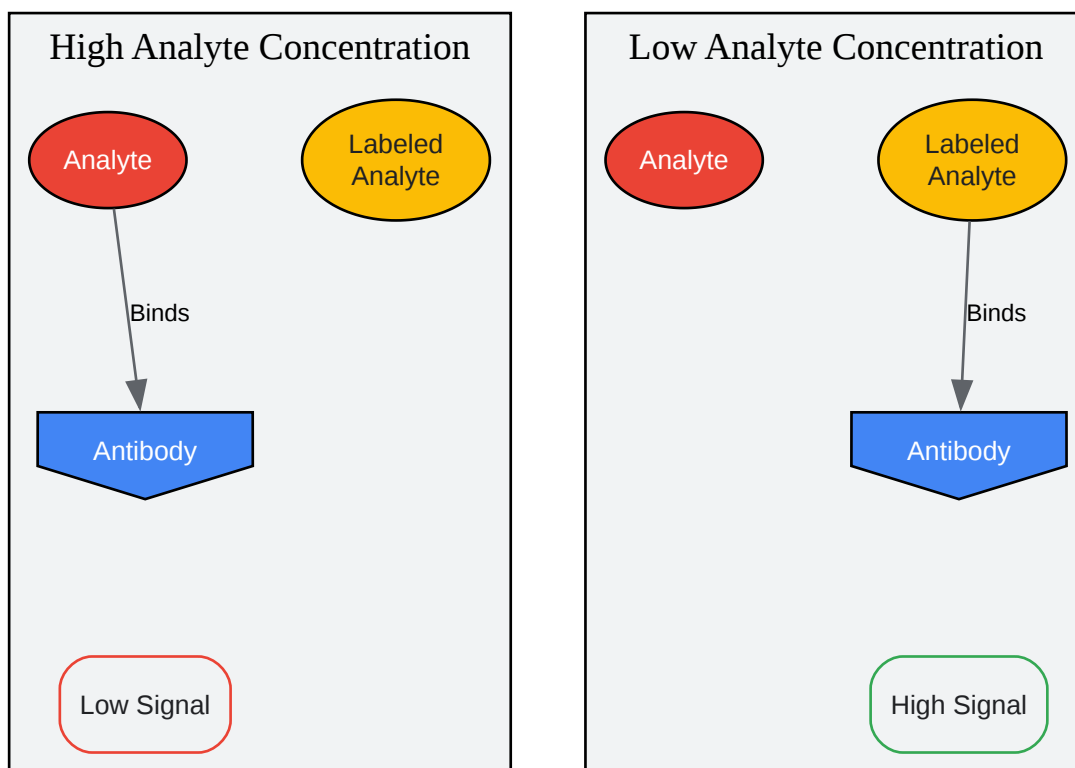 High Analyte Concentration
Analyte
Labeled
Analyte
Binds
Antibody
Low Signal
Low Analyte Concentration
Analyte
Labeled
Analyte
Binds
Antibody
High Signal